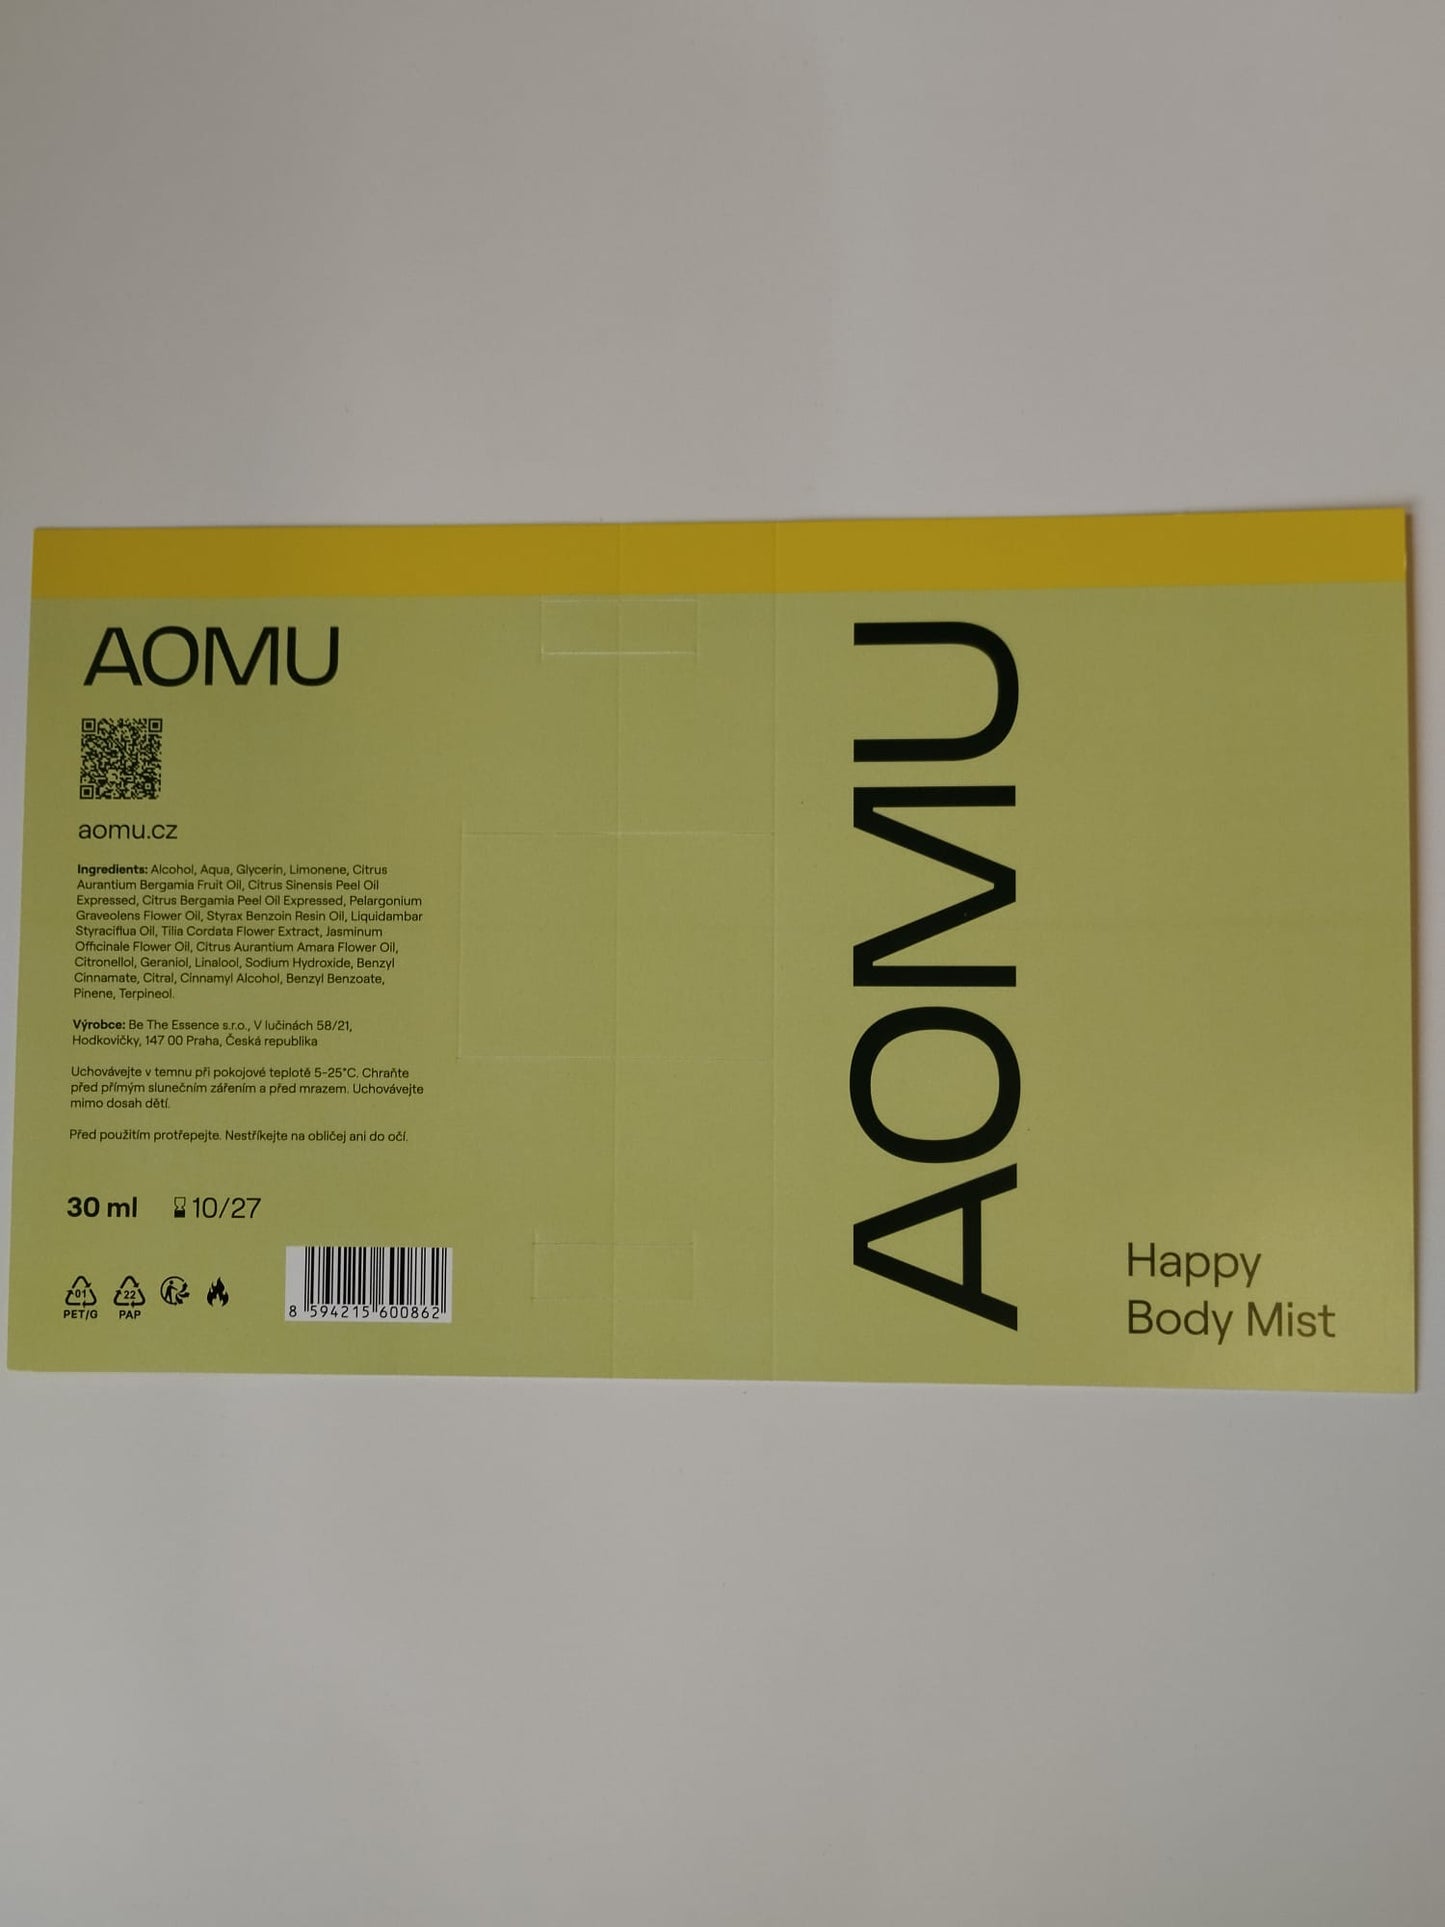 AOMU
aomu.cz
Ingredients: Alcohol, Aqua, Glycerin, Limonene, Citrus
Aurantium Bergamia Fruit Oil, Citrus Sinensis Peel Oil
Expressed, Citrus Bergamia Peel Oil Expressed, Pelargonium
Graveolens Flower Oil, Styrax Benzoin Resin Oil, Liquidambar
Styraciflua Oil, Tilia Cordata Flower Extract, Jasminum
Officinale Flower Oil, Citrus Aurantium Amara Flower Oil,
Citronellol, Geraniol, Linalool, Sodium Hydroxide, Benzyl
Cinnamate, Citral, Cinnamyl Alcohol, Benzyl Benzoate,
Pinene, Terpineol.
Výrobce: Be The Essence s.r.o., V lučinách 58/21,
Hodkovičky, 147 00 Praha, Česká republika
Uchovávejte v temnu při pokojové teplotě 5-25°C. Chraňte
před přímým slunečním zářením a před mrazem. Uchovávejte
mimo dosah dětí.
Před použitím protřepejte. Nestříkejte na obličej ani do očí.
30 ml 10/27
01 22
PET/G PAP
8 594215 600862
AOMU
Happy
Body Mist